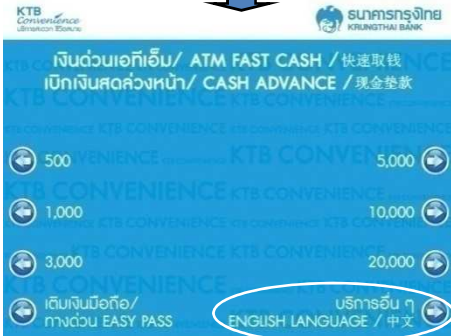 KTB
Convenience
ธนาคารกรุงไทย
KRUNGTHAI BANK
เงินด่วนเอทีเอ็ม/ ATM FAST CASH /快速取钱
เบิกเงินสดล่วงหน้า/ CASH ADVANCE /现金垫款
500
5,000
1,000
10,000
3,000
20,000
เติมเงินมือถือ/
ทางด่วน EASY PASS
บริการอื่น ๆ
ENGLISH LANGUAGE / 中文